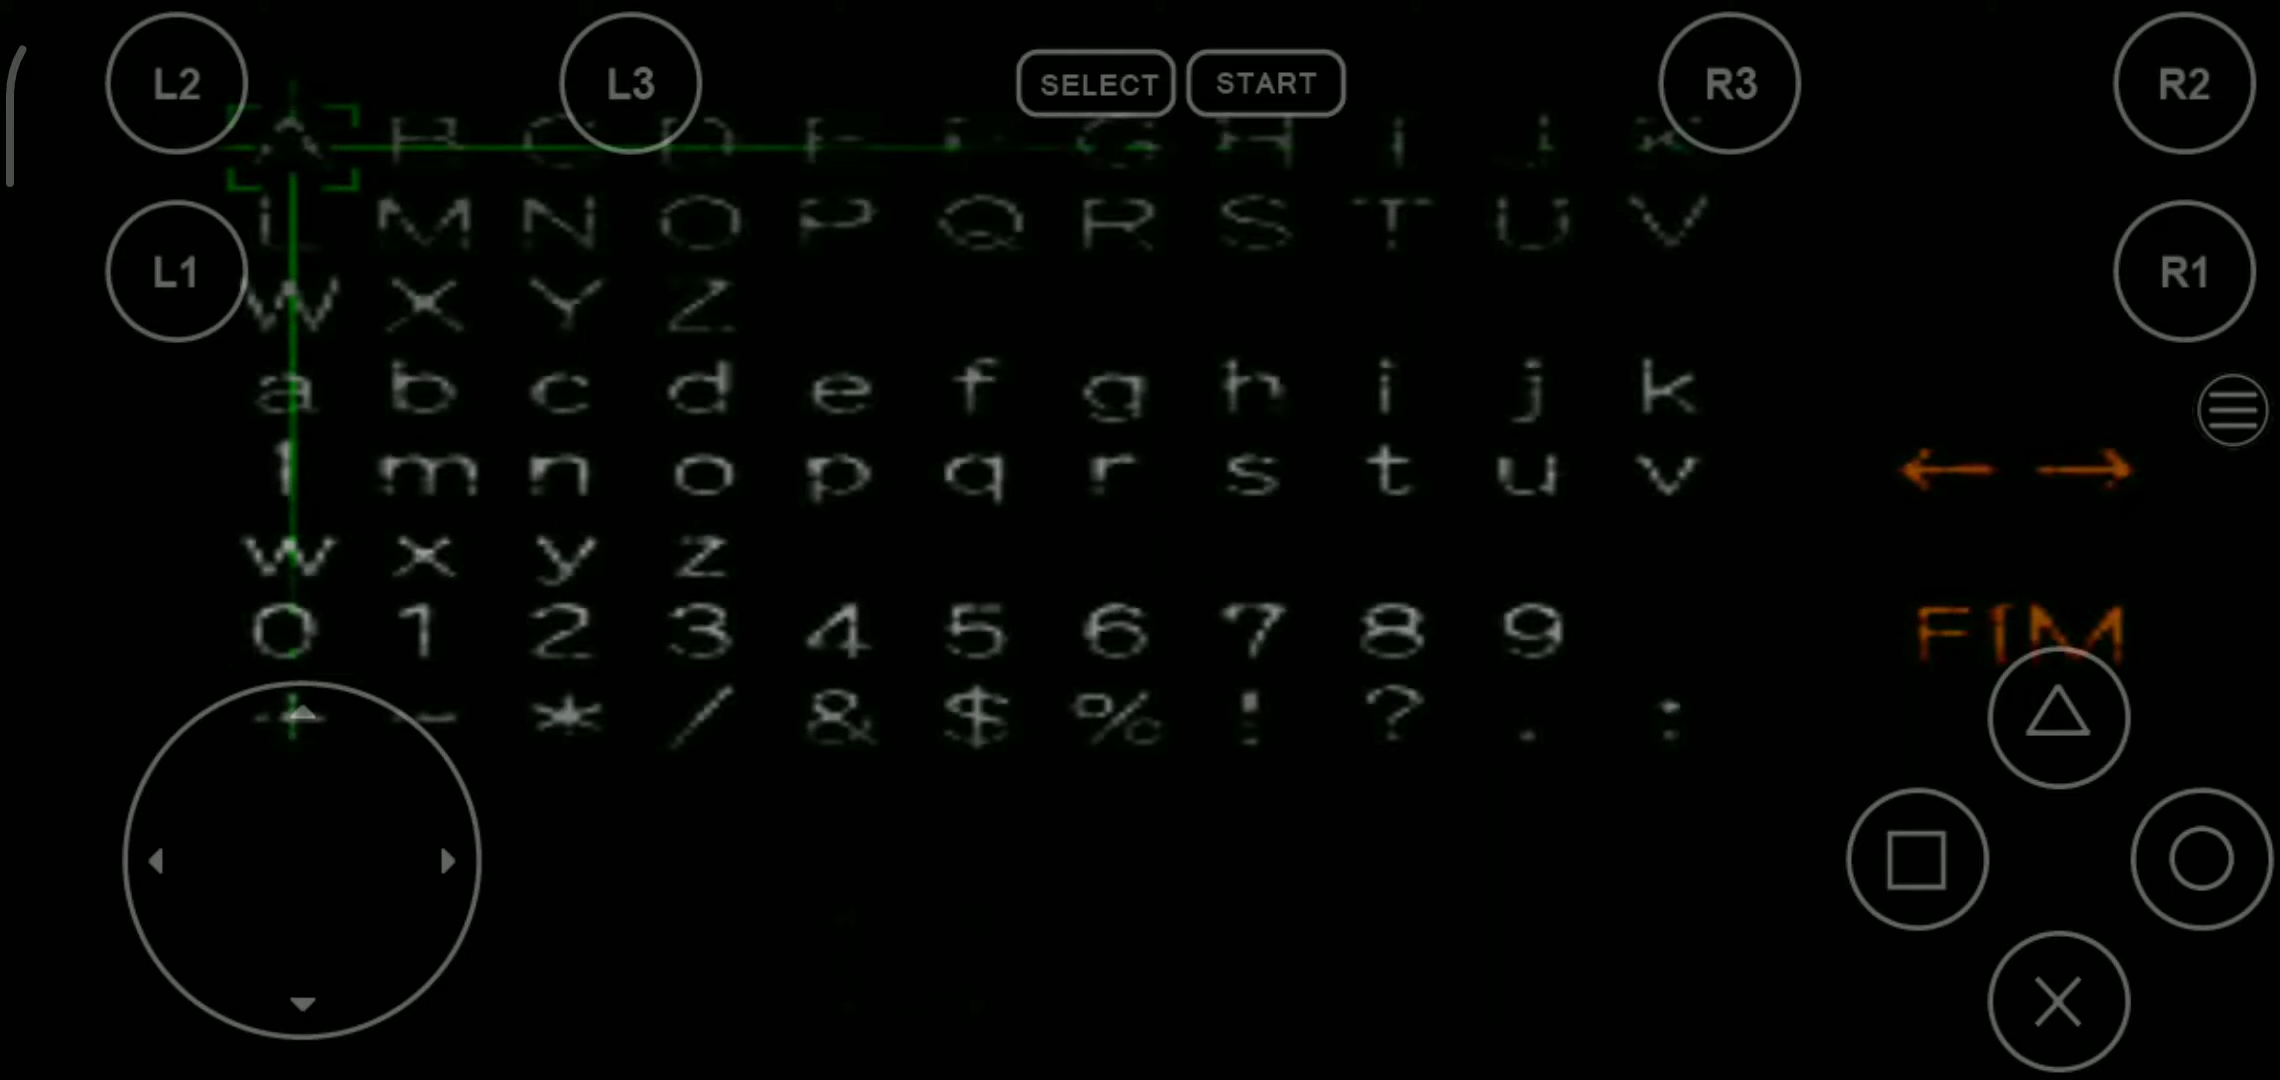 L2 L3 SELECT START R3 R2
A B C D E F G H I J K
L M N O P Q R S T U V
L1 R1
W X Y Z
a b c d e f g h i j k
l m n o p q r s t u v
← →
w x y z
0 1 2 3 4 5 6 7 8 9
FIM
+ - * / & $ % ! ? . :